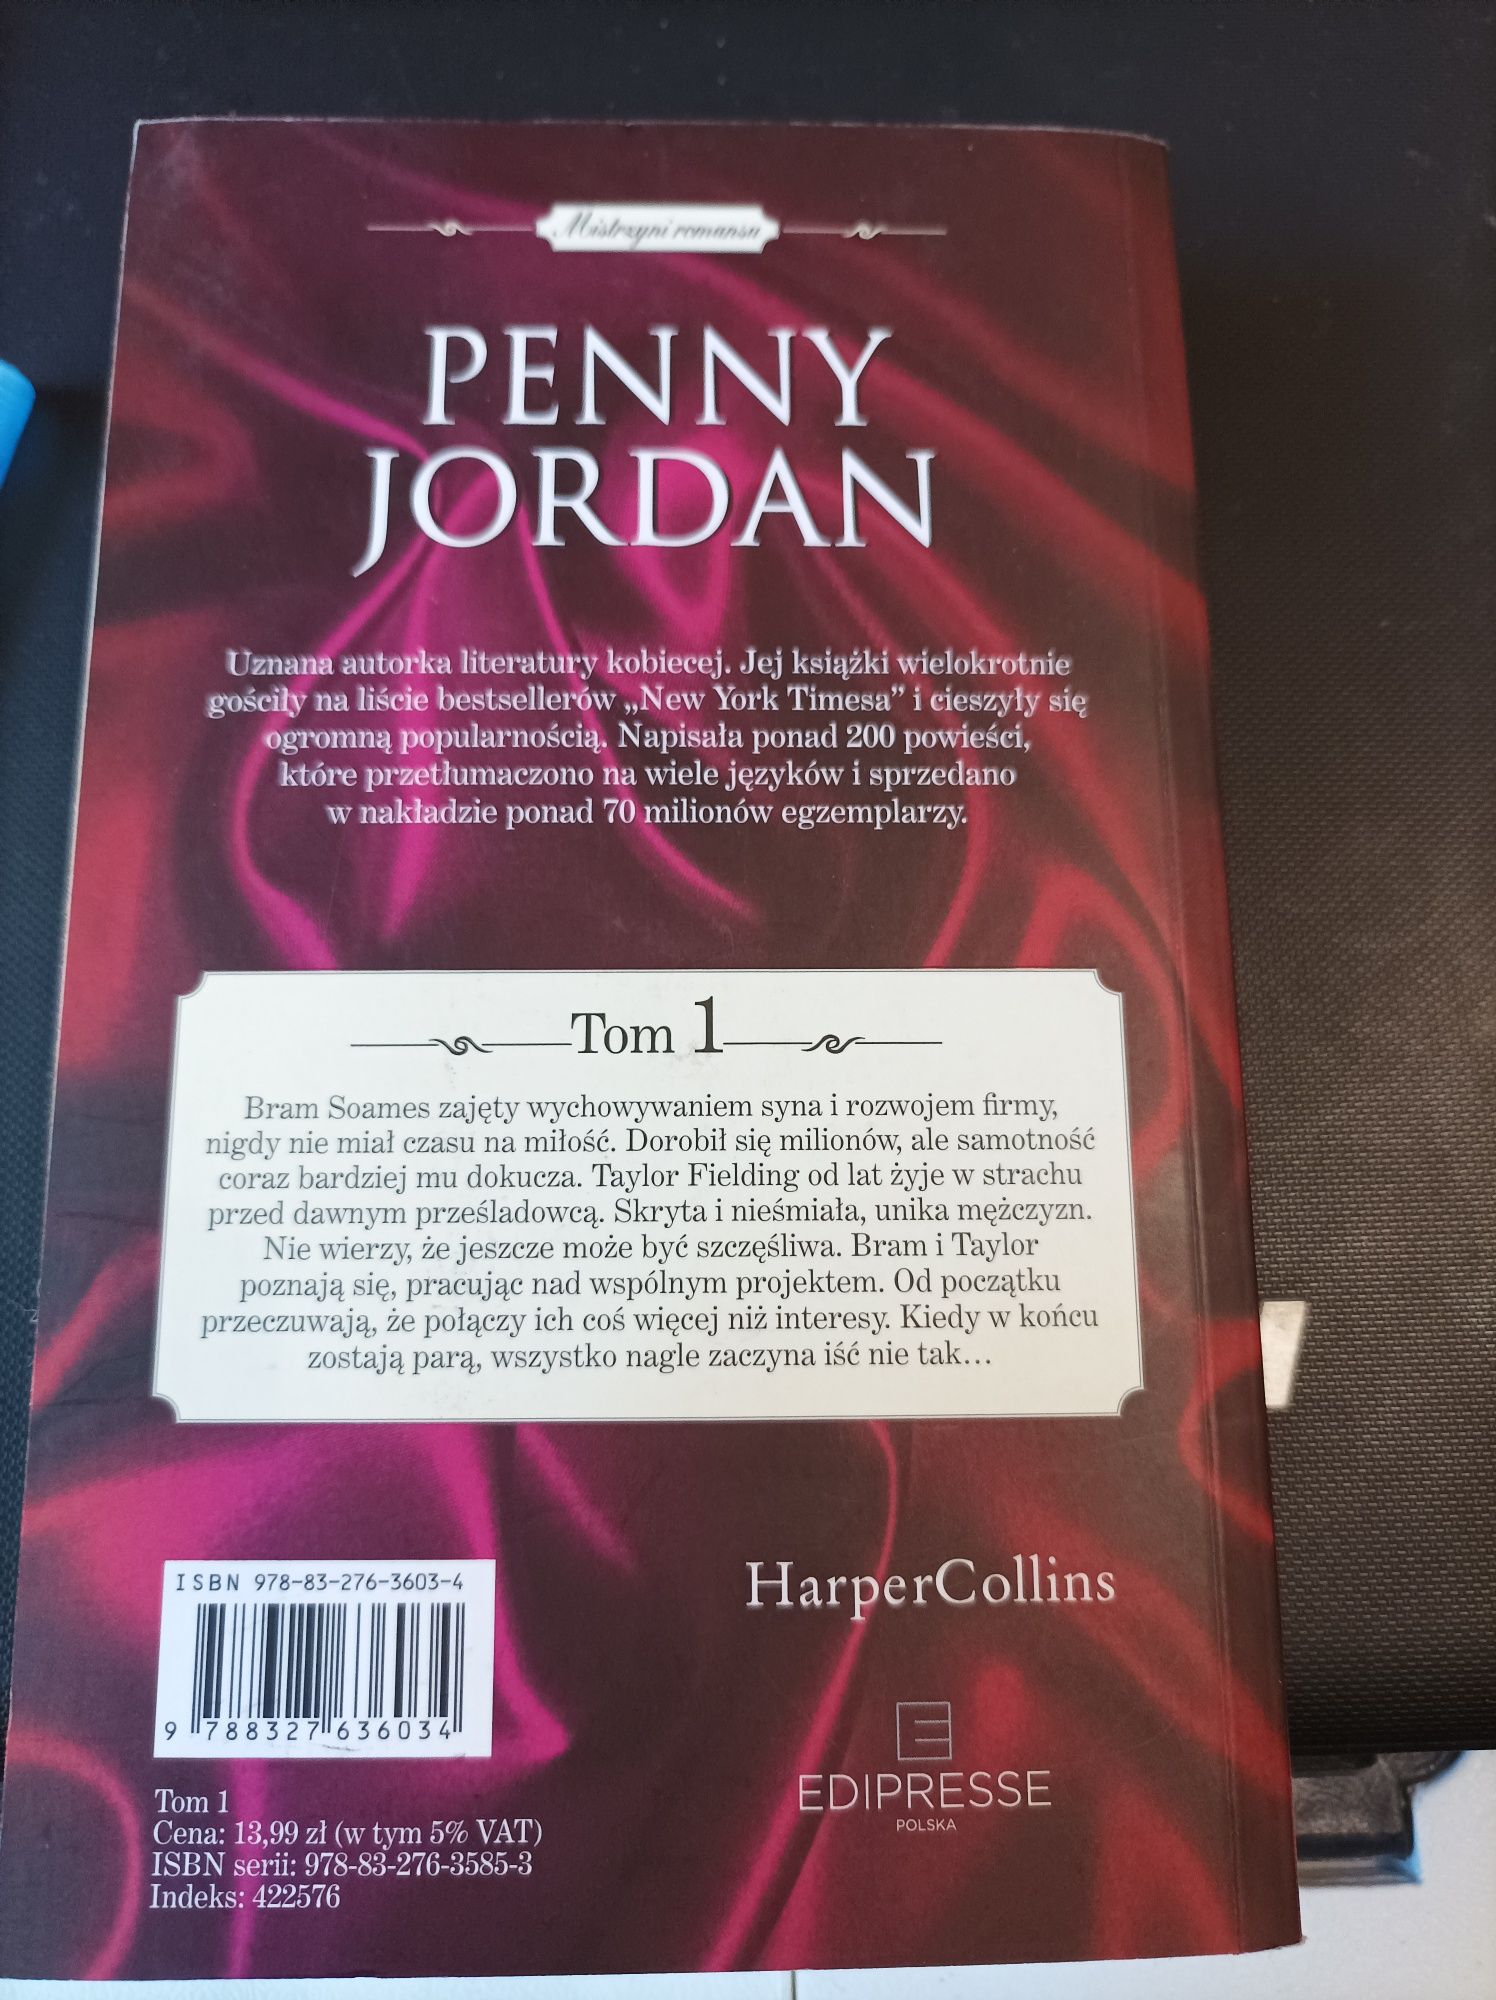 Mistrzyni romansu
PENNY
JORDAN
Uznana autorka literatury kobiecej. Jej książki wielokrotnie
gościły na liście bestsellerów „New York Timesa” i cieszyły się
ogromną popularnością. Napisała ponad 200 powieści,
które przetłumaczono na wiele języków i sprzedano
w nakładzie ponad 70 milionów egzemplarzy.
Tom 1
Bram Soames zajęty wychowywaniem syna i rozwojem firmy,
nigdy nie miał czasu na miłość. Dorobił się milionów, ale samotność
coraz bardziej mu dokucza. Taylor Fielding od lat żyje w strachu
przed dawnym prześladowcą. Skryta i nieśmiała, unika mężczyzn.
Nie wierzy, że jeszcze może być szczęśliwa. Bram i Taylor
poznają się, pracując nad wspólnym projektem. Od początku
przeczuwają, że połączy ich coś więcej niż interesy. Kiedy w końcu
zostają parą, wszystko nagle zaczyna iść nie tak...
ISBN 978-83-276-3603-4
9 788327 636034
Tom 1
Cena: 13,99 zł (w tym 5% VAT)
ISBN serii: 978-83-276-3585-3
Indeks: 422576
HarperCollins
EDIPRESSE
POLSKA